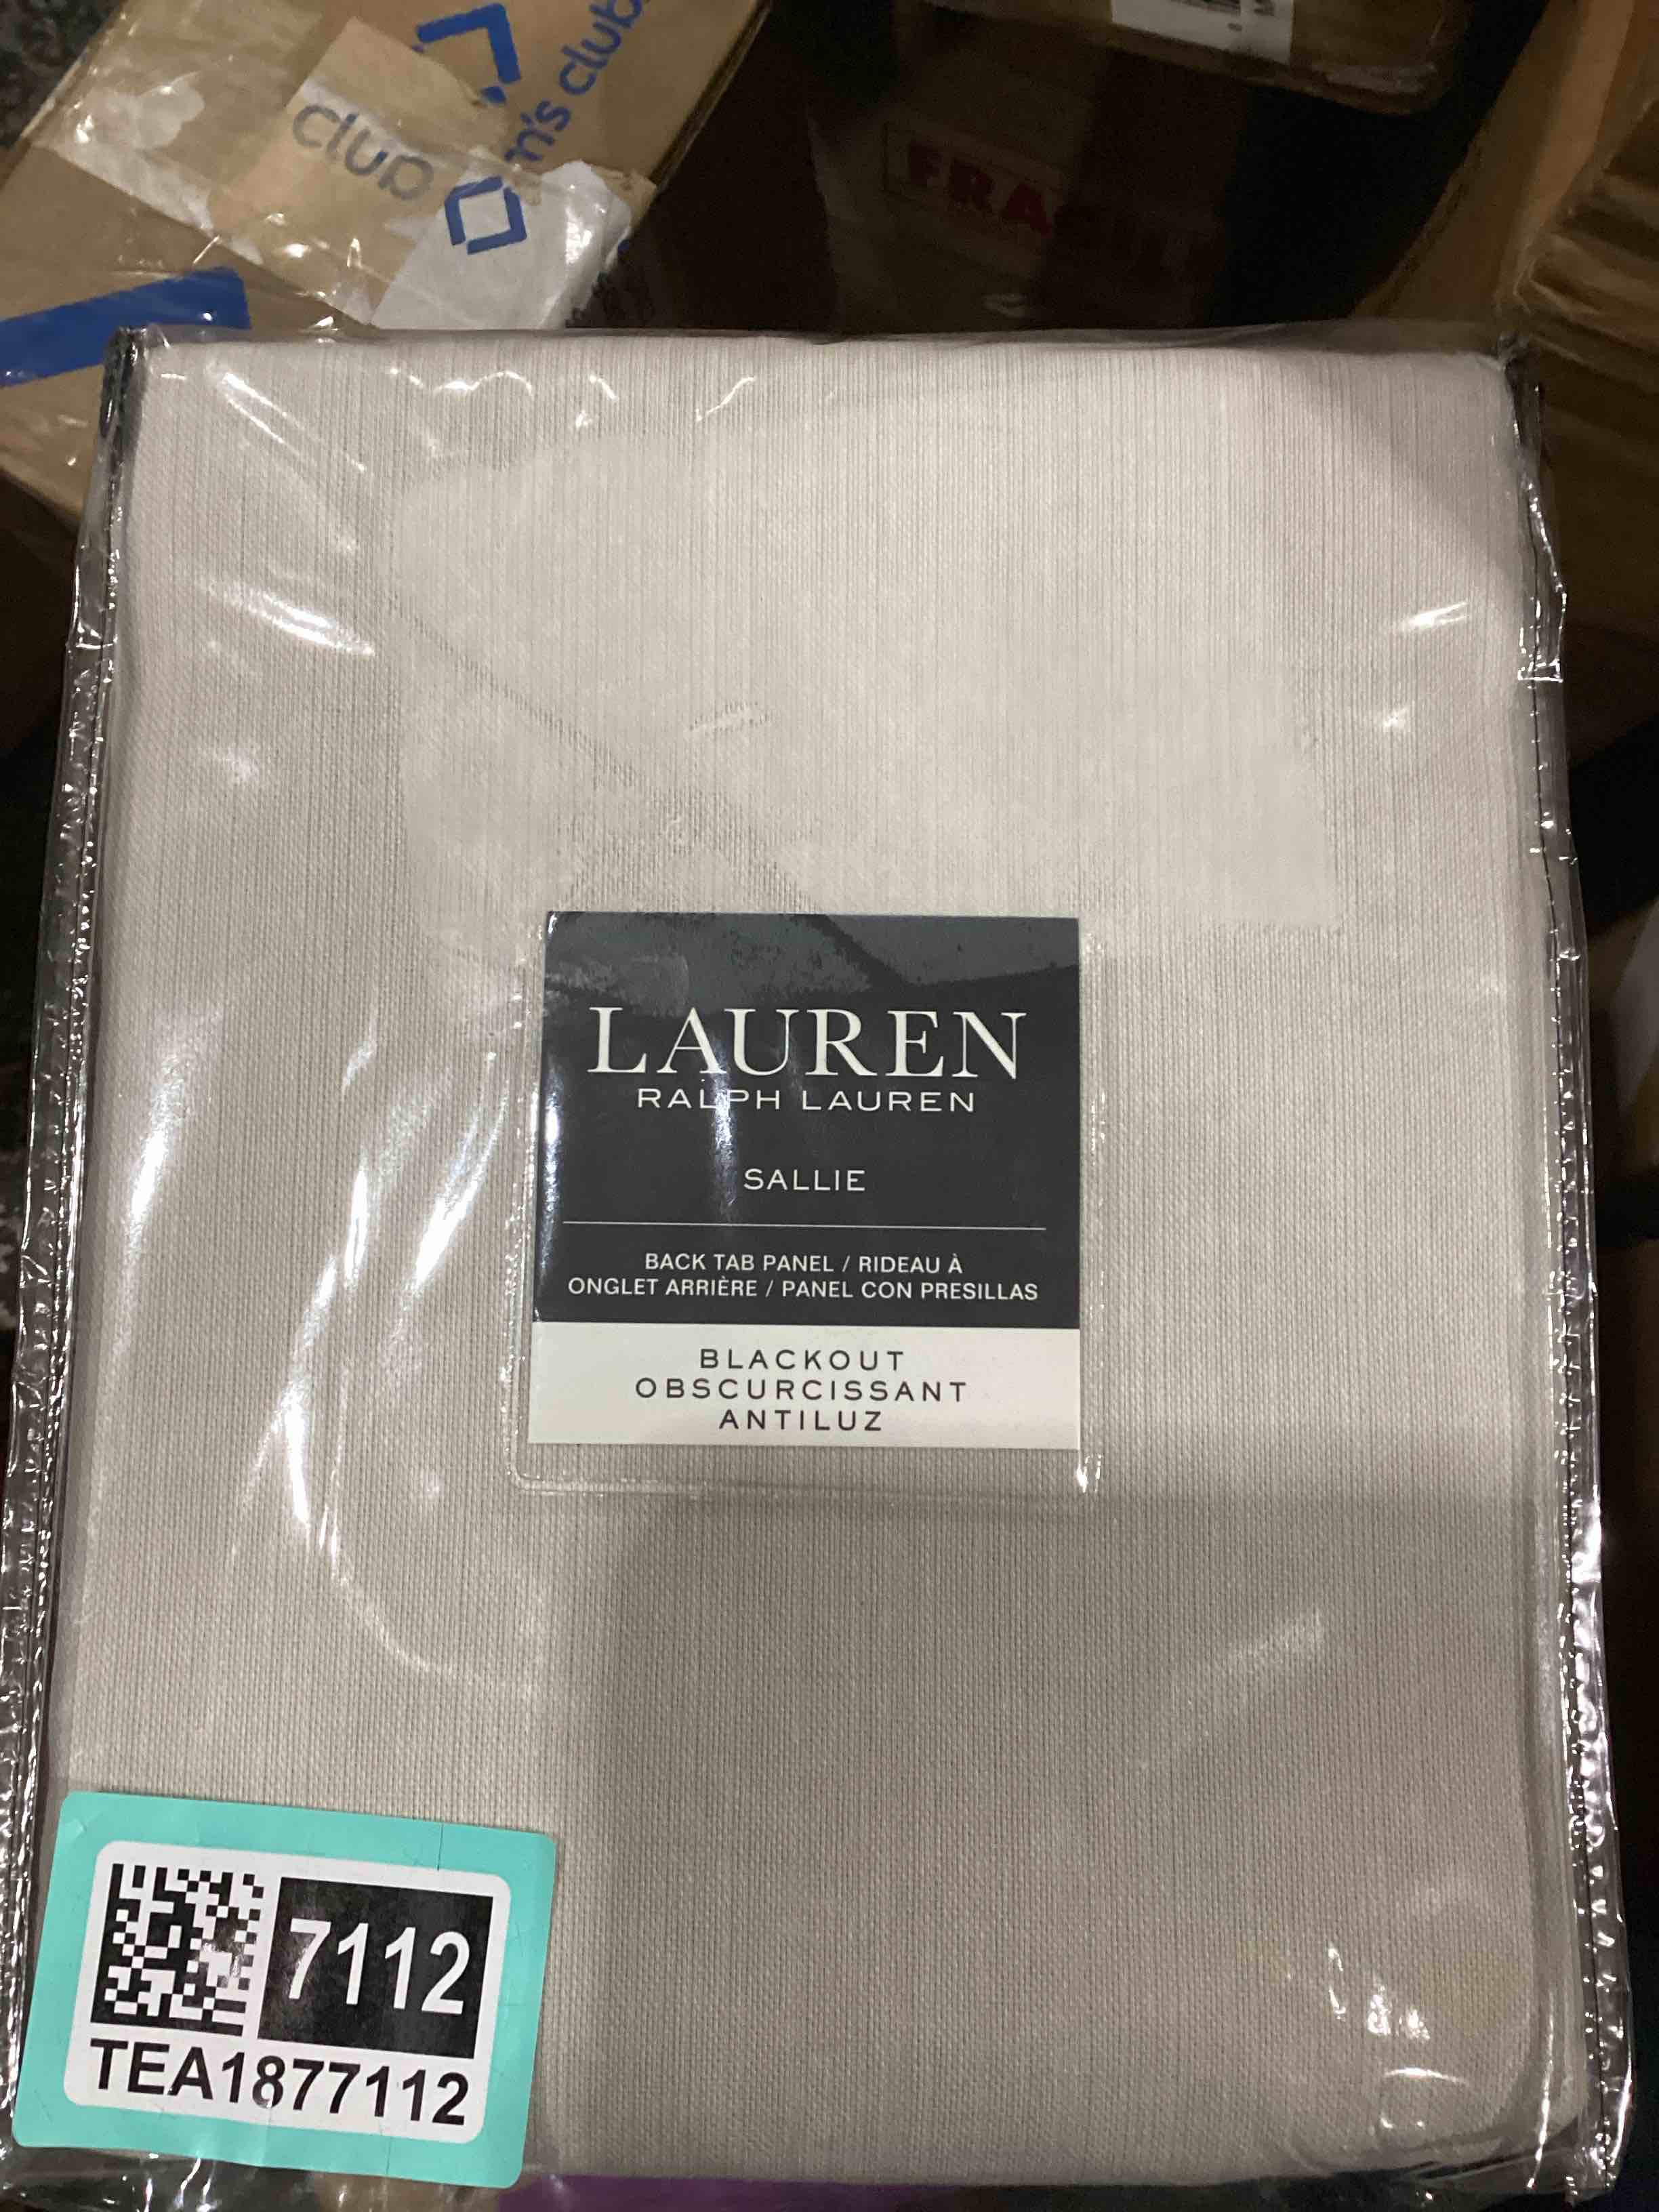 club
m's club
FRAGILE
LAUREN
RALPH LAUREN
SALLIE
BACK TAB PANEL / RIDEAU À
ONGLET ARRIÈRE / PANEL CON PRESILLAS
BLACKOUT
OBSCURCISSANT
ANTILUZ
7112
TEA1877112